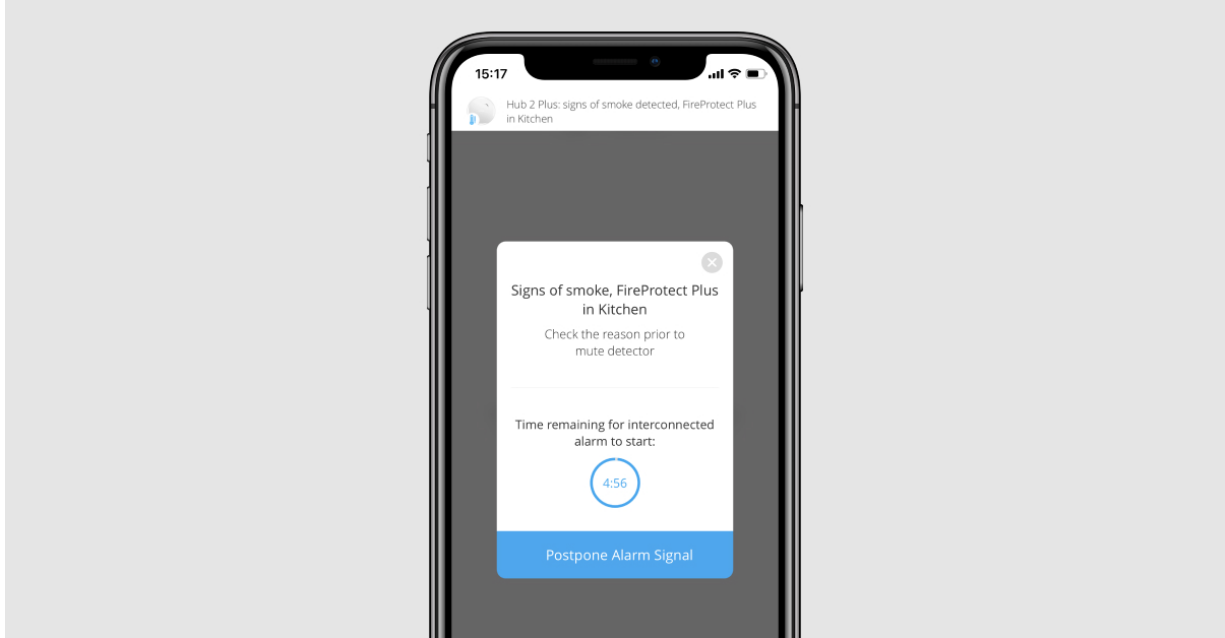 15:17
Hub 2 Plus: signs of smoke detected, FireProtect Plus
in Kitchen
Signs of smoke, FireProtect Plus
in Kitchen
Check the reason prior to
mute detector
Time remaining for interconnected
alarm to start:
4:56
Postpone Alarm Signal